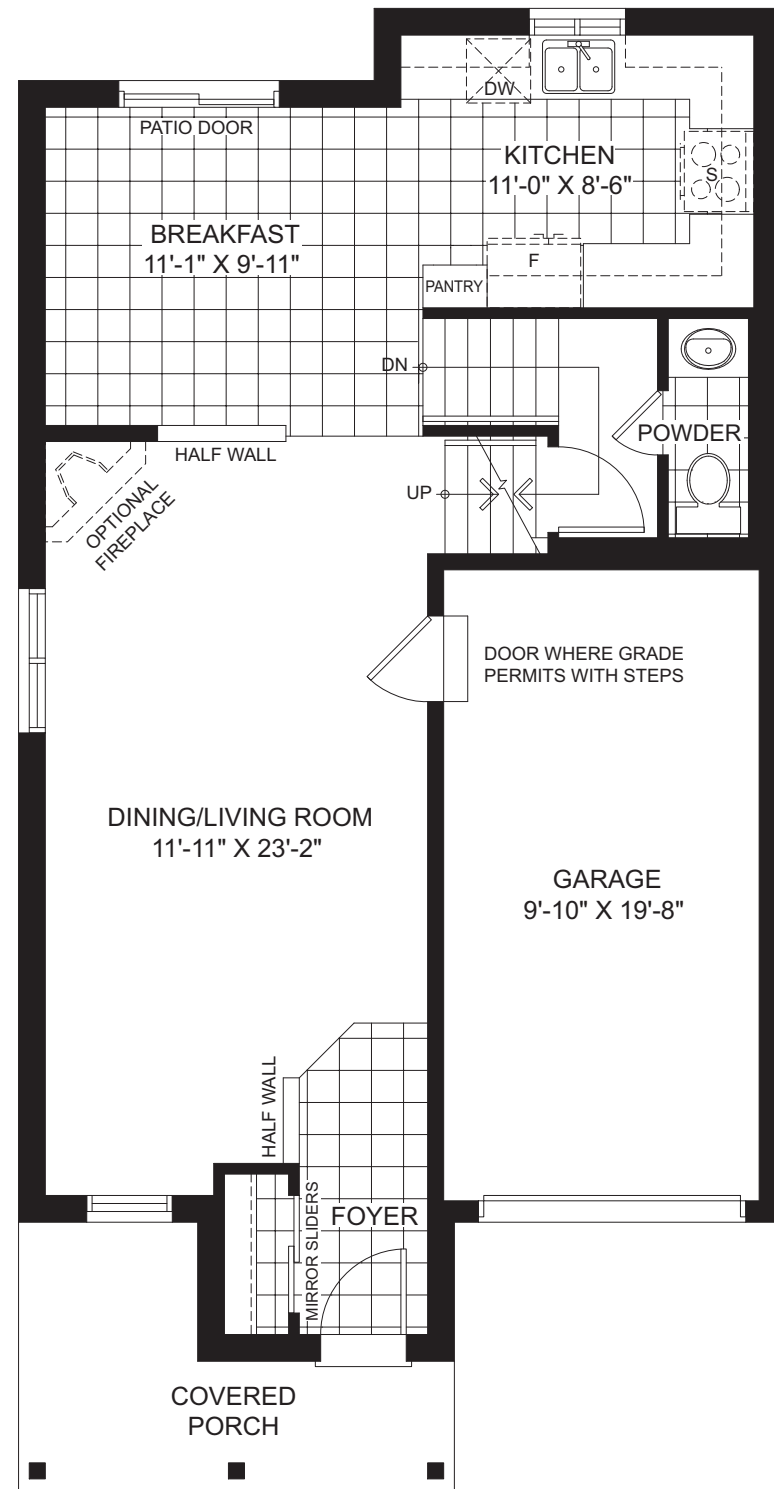 DW
PATIO DOOR
KITCHEN
11'-0" X 8'-6"
S
BREAKFAST
11'-1" X 9'-11"
F
PANTRY
DN
POWDER
HALF WALL
UP
OPTIONAL
FIREPLACE
DOOR WHERE GRADE
PERMITS WITH STEPS
DINING/LIVING ROOM
11'-11" X 23'-2"
GARAGE
9'-10" X 19'-8"
HALF WALL
MIRROR SLIDERS
FOYER
COVERED
PORCH